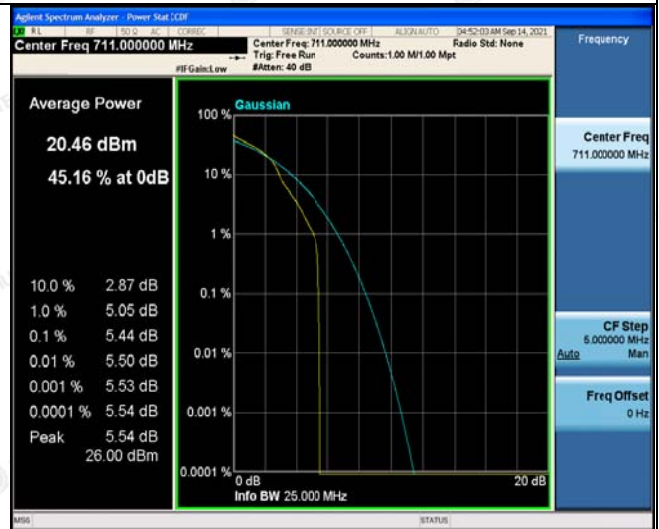 Agilent Spectrum Analyzer - Power Stat CCDF
RL RF 50 Ω AC CORREC SENSE:INT SOURCE OFF ALIGN AUTO 04:52:03 AM Sep 14, 2021
Center Freq 711.000000 MHz
Center Freq: 711.000000 MHz
Radio Std: None
Trig: Free Run Counts:1.00 M/1.00 Mpt
#IFGain:Low
#Atten: 40 dB
Frequency
Average Power
20.46 dBm
45.16 % at 0dB
10.0 % 2.87 dB
1.0 % 5.05 dB
0.1 % 5.44 dB
0.01 % 5.50 dB
0.001 % 5.53 dB
0.0001 % 5.54 dB
Peak 5.54 dB
26.00 dBm
Gaussian
100 %
10 %
1 %
0.1 %
0.01 %
0.001 %
0.0001 %
0 dB
20 dB
Info BW 25.000 MHz
Center Freq
711.000000 MHz
CF Step
5.000000 MHz
Auto Man
Freq Offset
0 Hz
MSG
STATUS